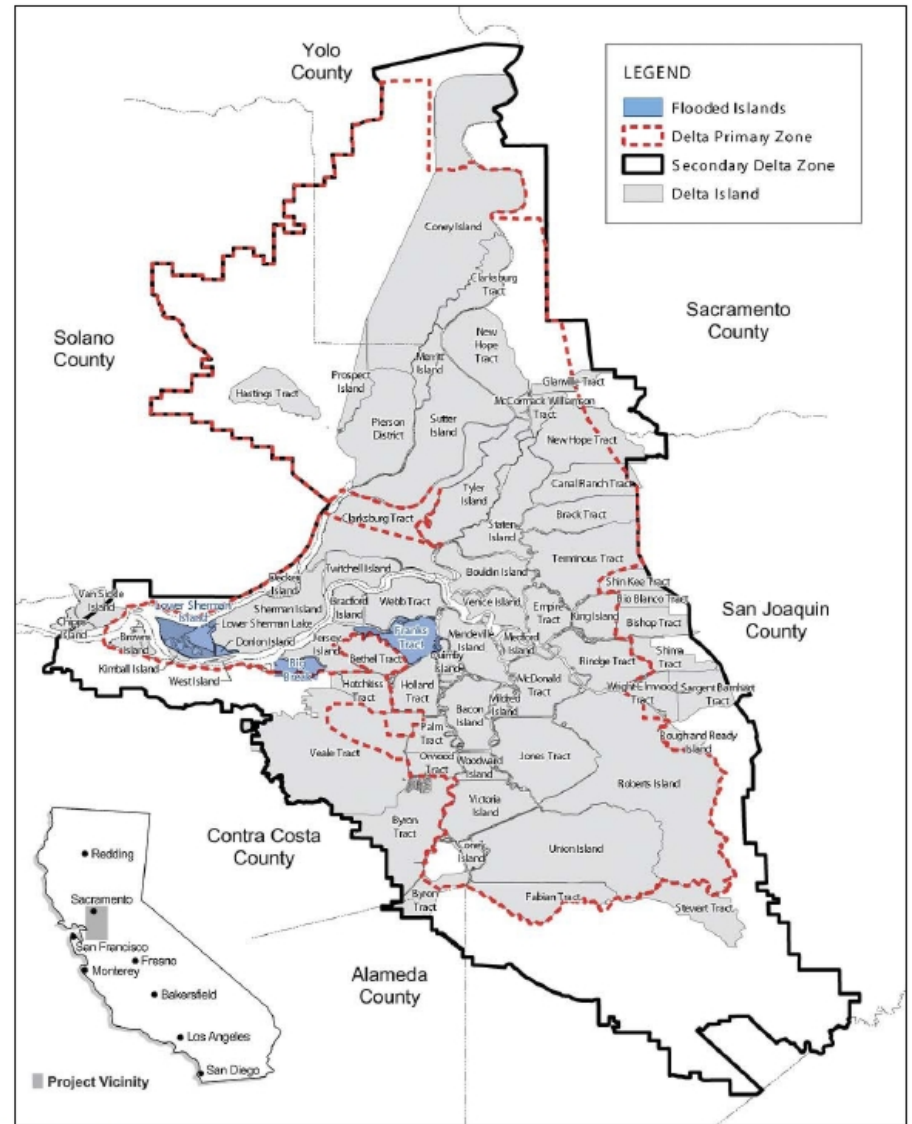 Yolo
County
LEGEND
Flooded Islands
Delta Primary Zone
Secondary Delta Zone
Delta Island
Coney Island
Clarksburg
Tract
Sacramento
County
Solano
County
New
Hope
Tract
Merritt
Island
Prospect
Island
Hastings Tract
Glanville Tract
McCormack Williamson
Tract
Pierson
District
Sutter
Island
New Hope Tract
Canal Ranch Tract
Tyler
Island
Clarksburg Tract
Brack Tract
Staten
Island
Terminous Tract
Twitchell Island
Bouldin Island
Decker
Island
Shin Kee Tract
Rio Blanco Tract
Van Sickle
Island
Lower Sherman
Island
Sherman Island
Bradford
Island
Webb Tract
Venice Island
Empire
Tract
King Island
Bishop Tract
San Joaquin
County
Chipps
Island
Browns
Island
Lower Sherman Lake
Donlon Island
Jersey
Island
Franks
Tract
Mandeville
Island
Medford
Island
Shima
Tract
Kimball Island
West Island
Big
Break
Bethel Tract
Quimby
Island
Rindge Tract
McDonald
Tract
Hotchkiss
Tract
Holland
Tract
Mildred
Island
Wright-Elmwood
Tract
Sargent Barnhart
Tract
Bacon
Island
Palm
Tract
Rough and Ready
Island
Veale Tract
Orwood
Tract
Woodward
Island
Jones Tract
Roberts Island
Victoria
Island
Byron
Tract
Contra Costa
County
Coney
Island
Union Island
Byron
Tract
Fabian Tract
Stevert Tract
Alameda
County
Redding
Sacramento
San Francisco
Monterey
Fresno
Bakersfield
Los Angeles
San Diego
Project Vicinity